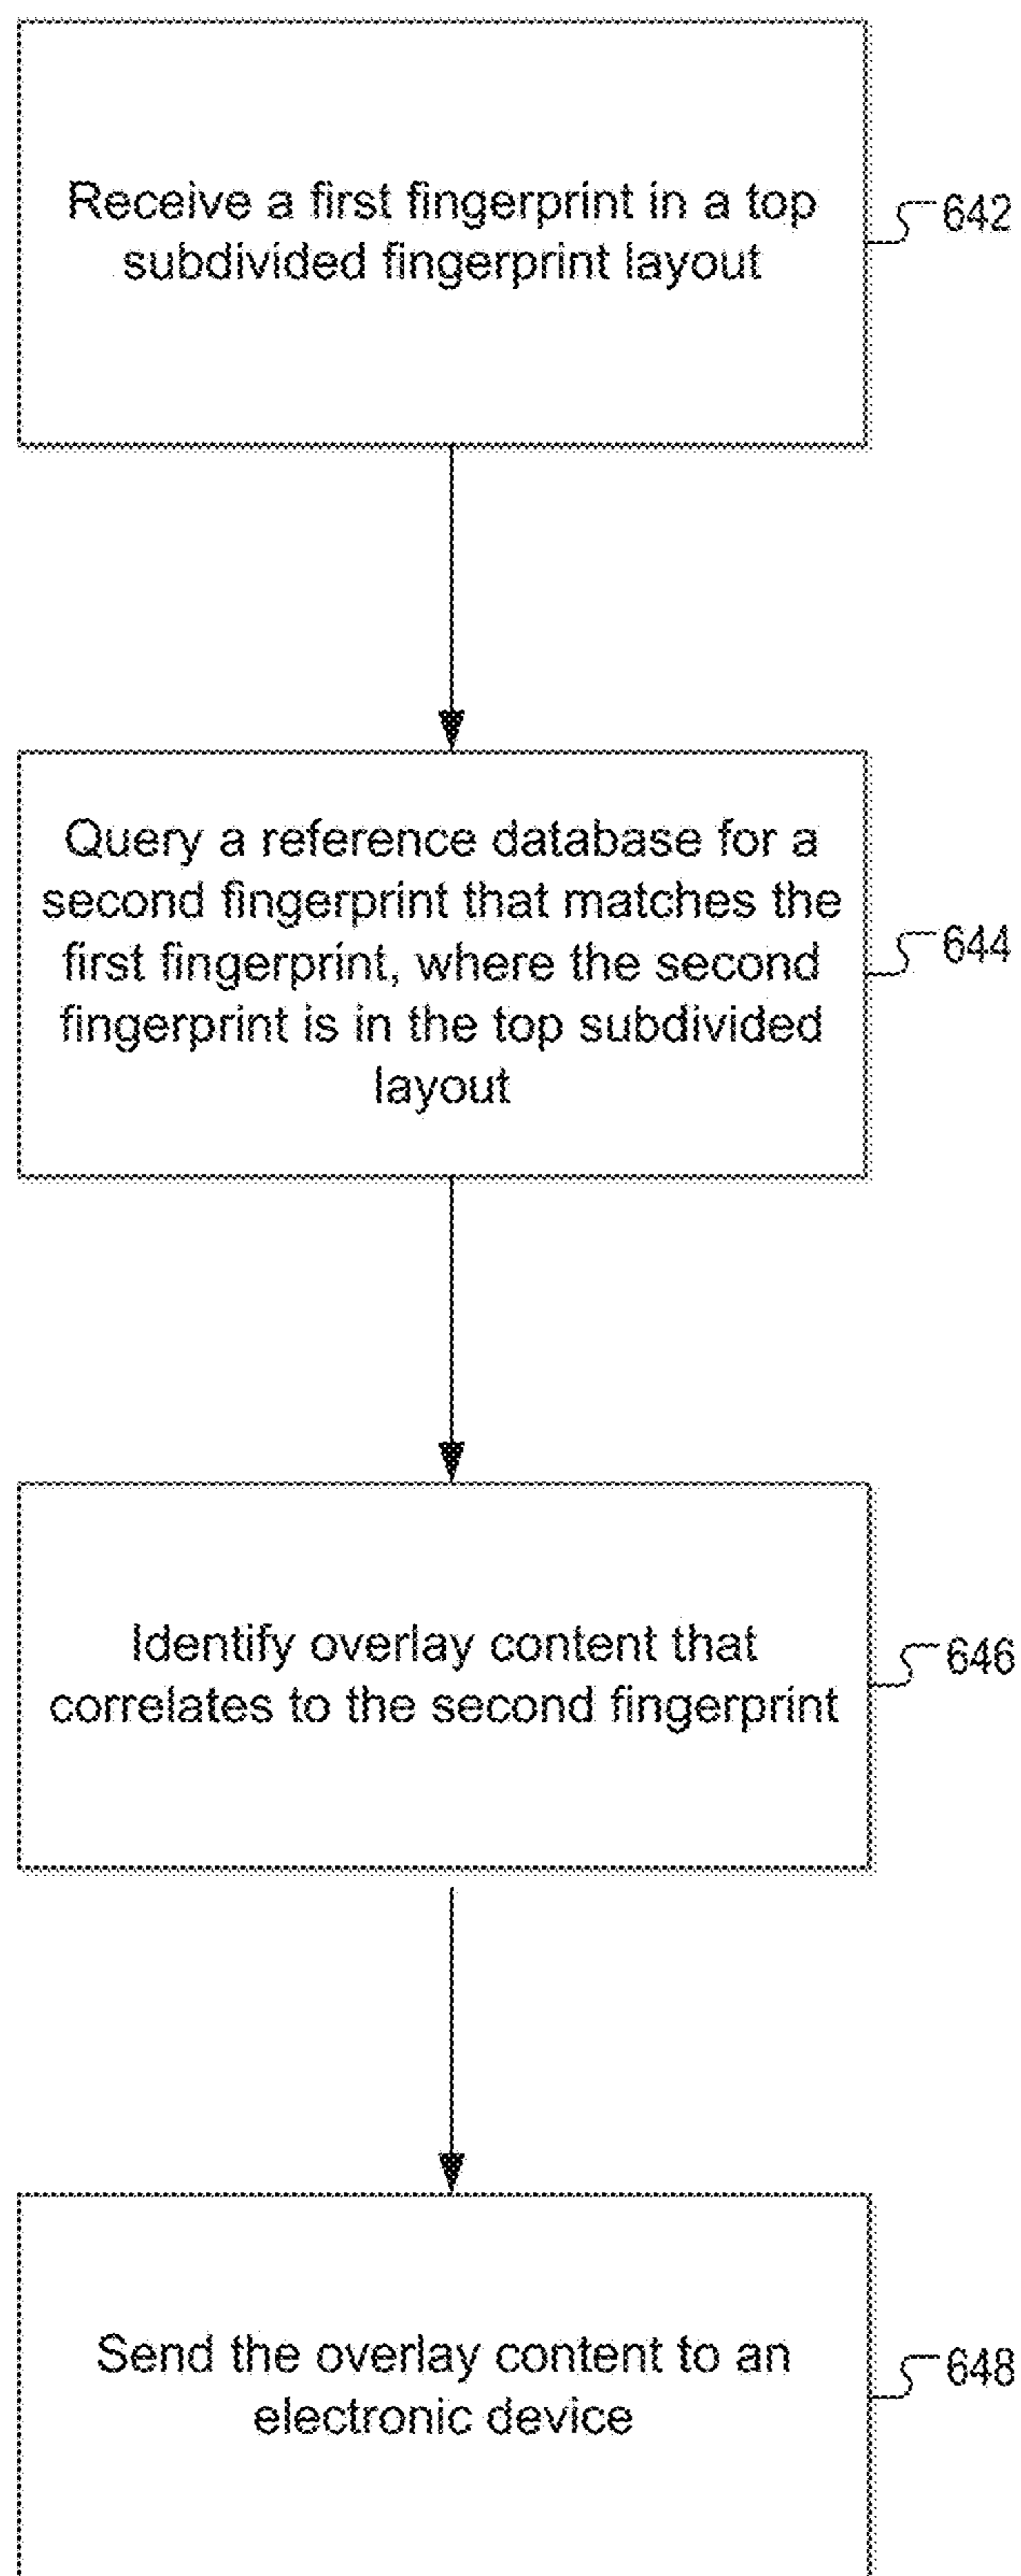 Receive a first fingerprint in a top
subdivided fingerprint layout
642
Query a reference database for a
second fingerprint that matches the
first fingerprint, where the second
fingerprint is in the top subdivided
layout
644
Identify overlay content that
correlates to the second fingerprint
646
Send the overlay content to an
electronic device
648